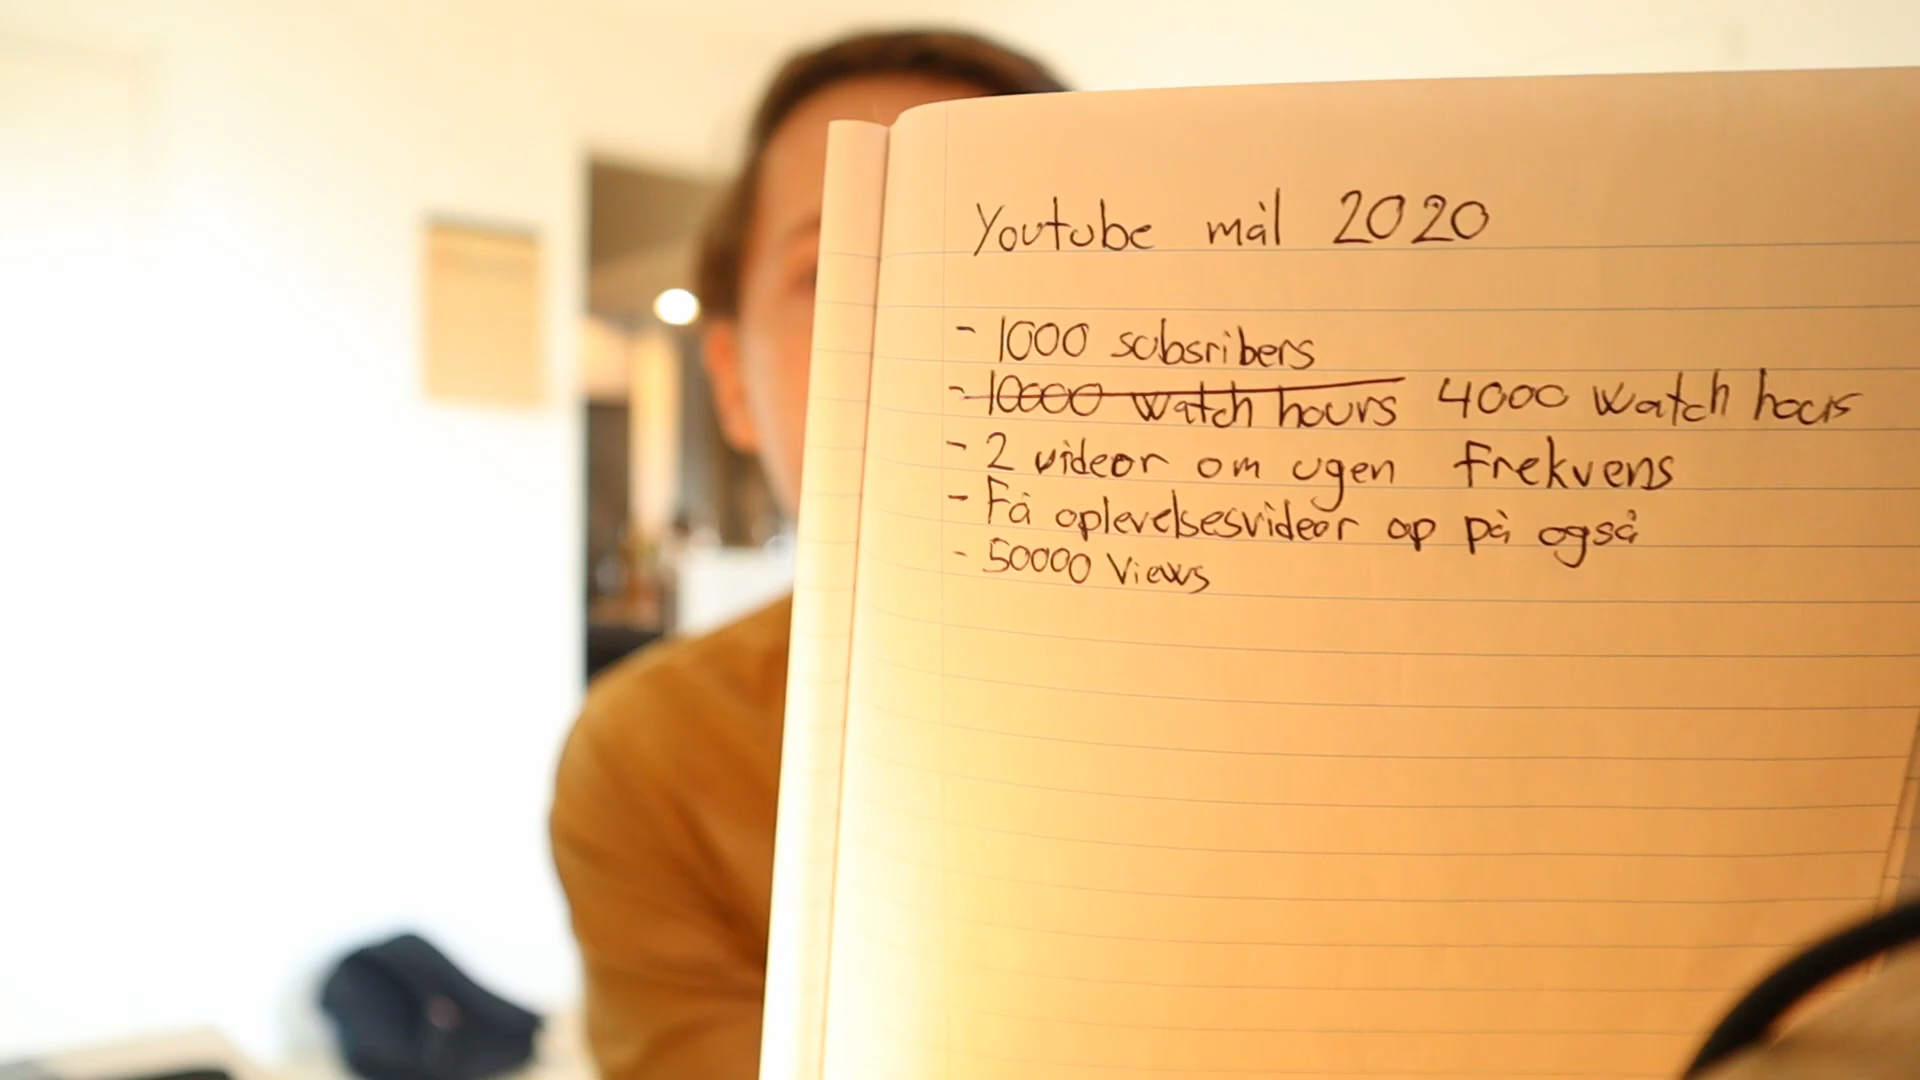 Youtube mål 2020
- 1000 subsribers
- 10000 watch hours 4000 watch hours
- 2 videor om ugen frekvens
- Få oplevelsesvideor op på også
- 50000 views